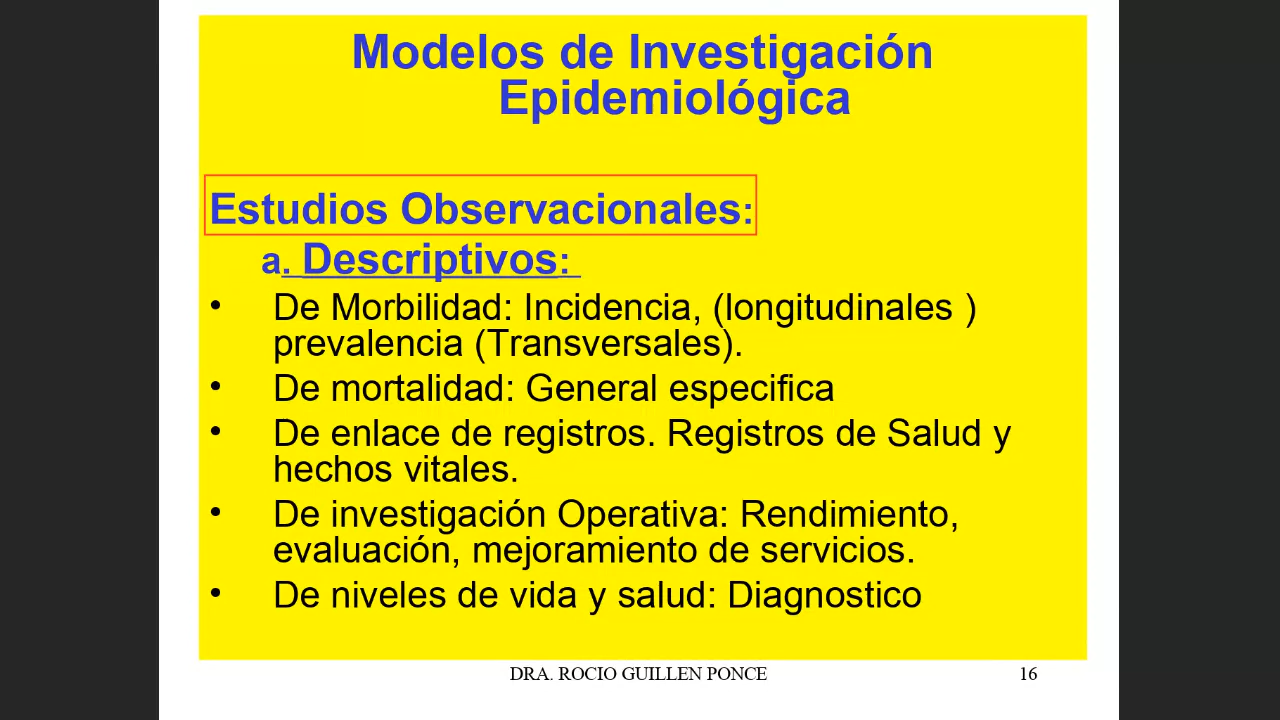 Modelos de Investigación
Epidemiológica
Estudios Observacionales:
a. Descriptivos:
• De Morbilidad: Incidencia, (longitudinales )
prevalencia (Transversales).
• De mortalidad: General especifica
• De enlace de registros. Registros de Salud y
hechos vitales.
• De investigación Operativa: Rendimiento,
evaluación, mejoramiento de servicios.
• De niveles de vida y salud: Diagnostico
DRA. ROCIO GUILLEN PONCE 16